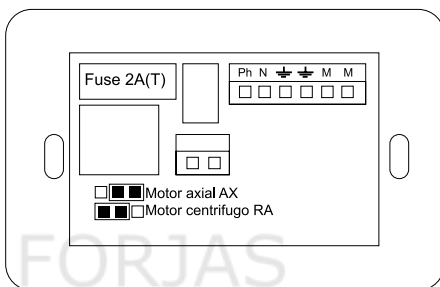 Fuse 2A(T)
Ph N ⏚ ⏚ M M
Motor axial AX
Motor centrifugo RA
FORJAS